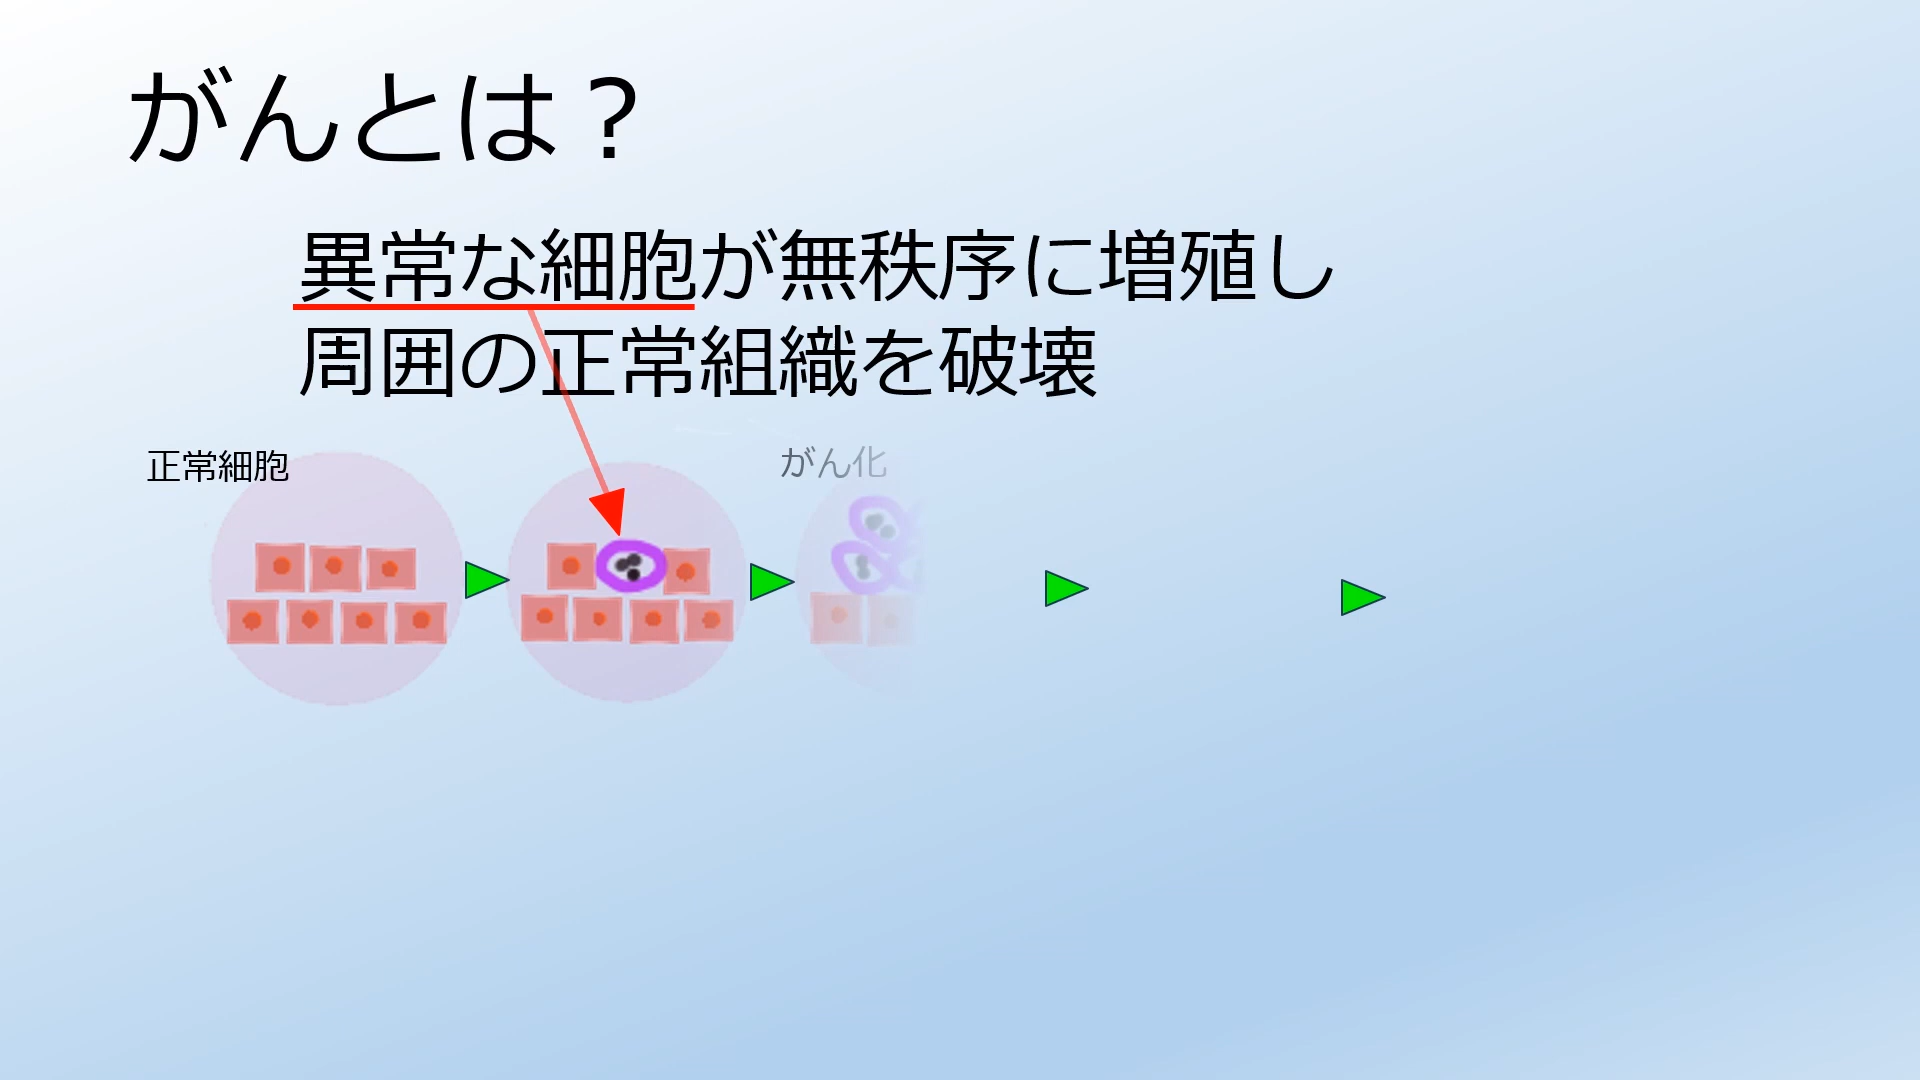 がんとは？
異常な細胞が無秩序に増殖し
周囲の正常組織を破壊
正常細胞
がん化